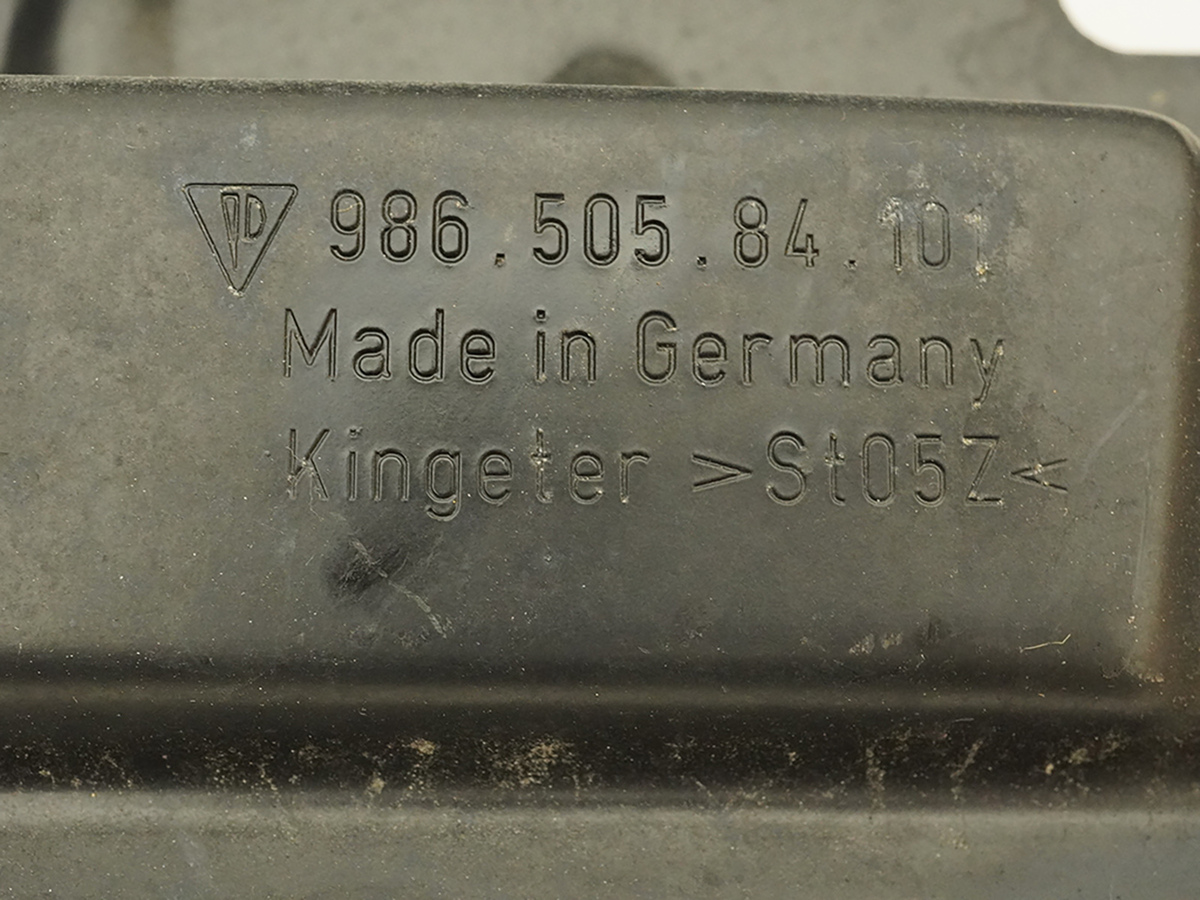 986.505.84.101
Made in Germany
Kingeter >St05Z<